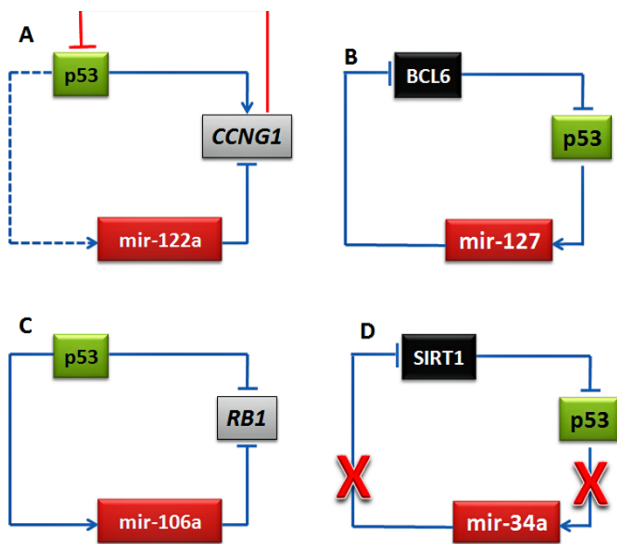 A
p53
CCNG1
mir-122a
B
BCL6
p53
mir-127
C
p53
RB1
mir-106a
D
SIRT1
p53
X
X
mir-34a